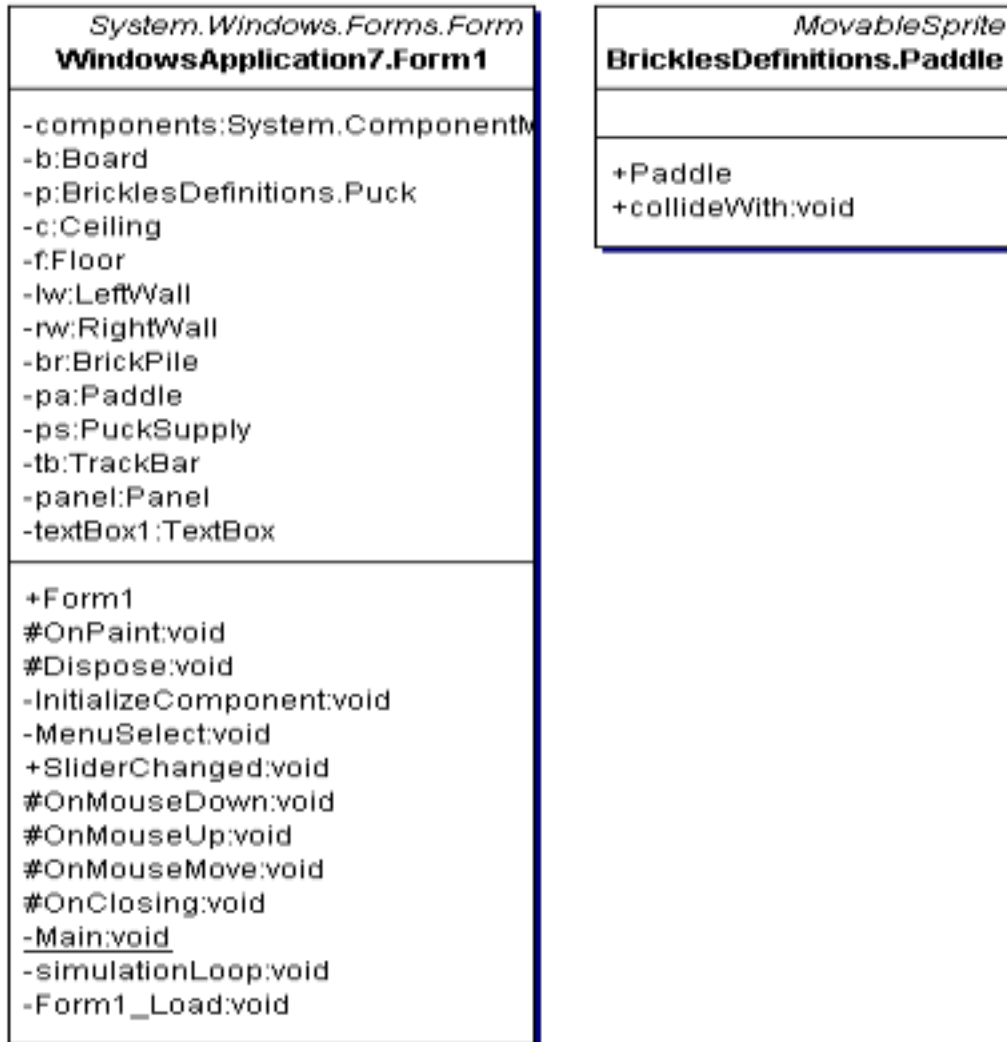 System.Windows.Forms.Form
WindowsApplication7.Form1
-components:System.ComponentM
-b:Board
-p:BricklesDefinitions.Puck
-c:Ceiling
-f:Floor
-lw:LeftWall
-rw:RightWall
-br:BrickPile
-pa:Paddle
-ps:PuckSupply
-tb:TrackBar
-panel:Panel
-textBox1:TextBox
+Form1
#OnPaint:void
#Dispose:void
-InitializeComponent:void
-MenuSelect:void
+SliderChanged:void
#OnMouseDown:void
#OnMouseUp:void
#OnMouseMove:void
#OnClosing:void
-Main:void
-simulationLoop:void
-Form1_Load:void
MovableSprite
BricklesDefinitions.Paddle
+Paddle
+collideWith:void